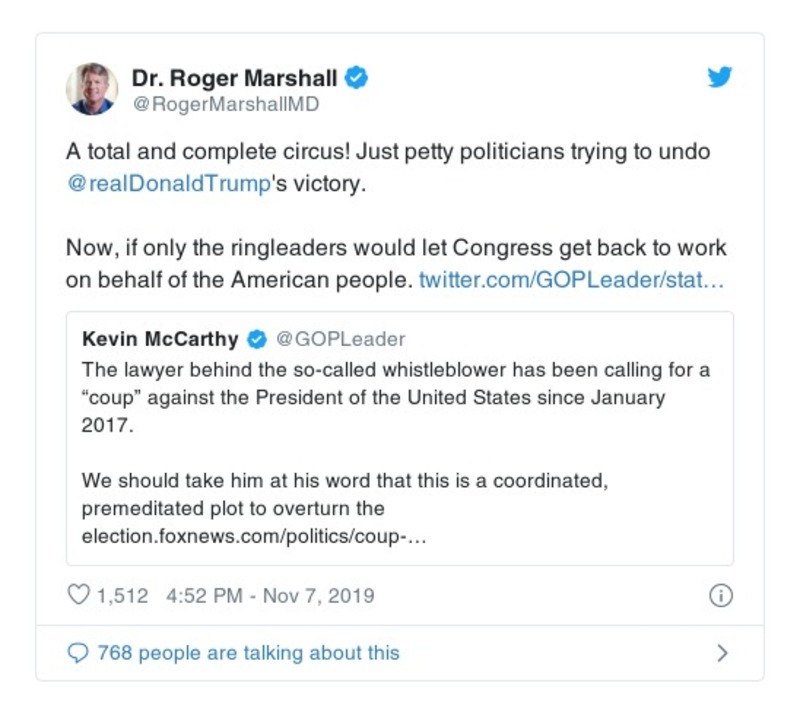 Dr. Roger Marshall
@RogerMarshallMD
A total and complete circus! Just petty politicians trying to undo
@realDonaldTrump's victory.
Now, if only the ringleaders would let Congress get back to work
on behalf of the American people. twitter.com/GOPLeader/stat…
Kevin McCarthy @GOPLeader
The lawyer behind the so-called whistleblower has been calling for a
“coup” against the President of the United States since January
2017.
We should take him at his word that this is a coordinated,
premeditated plot to overturn the
election.foxnews.com/politics/coup-…
1,512 4:52 PM - Nov 7, 2019
768 people are talking about this